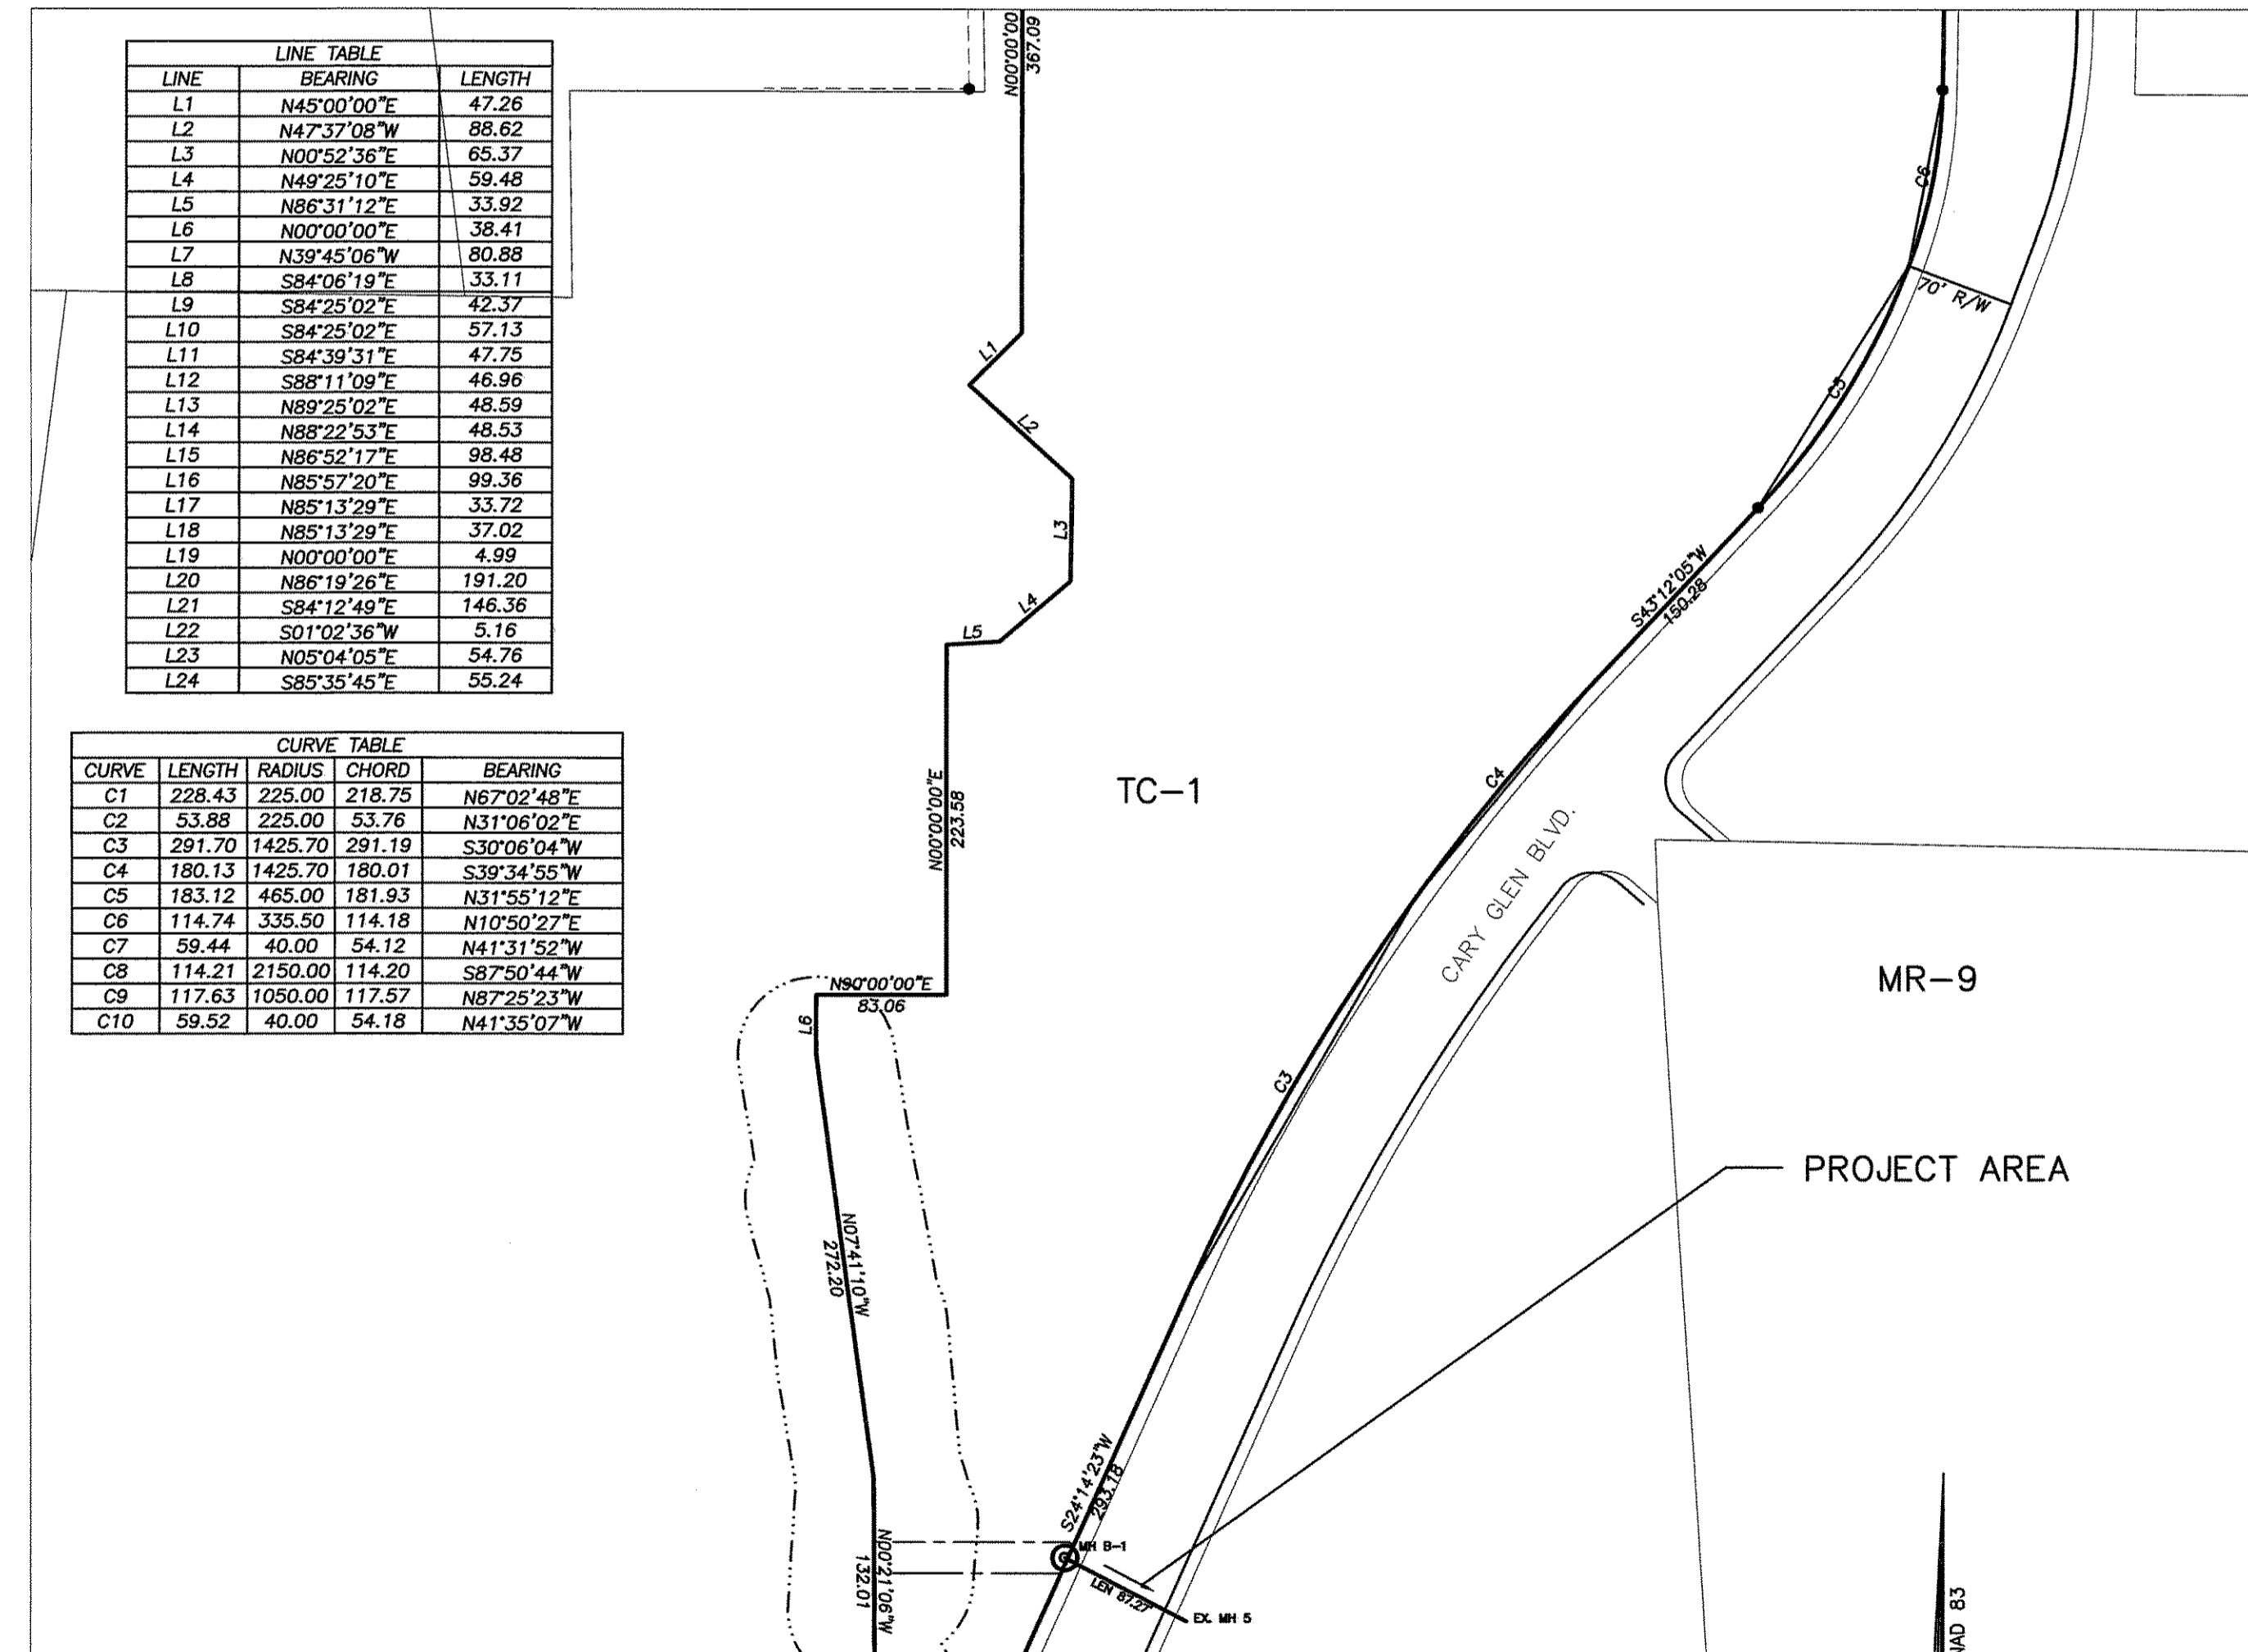 LINE TABLE
LINE BEARING LENGTH
L1 N45°00'00"E 47.26
L2 N47°37'08"W 88.62
L3 N00°52'36"E 65.37
L4 N49°25'10"E 59.48
L5 N86°31'12"E 33.92
L6 N00°00'00"E 38.41
L7 N39°45'06"W 80.88
L8 S84°06'19"E 33.11
L9 S84°25'02"E 42.37
L10 S84°25'02"E 57.13
L11 S84°39'31"E 47.75
L12 S88°11'09"E 46.96
L13 N89°25'02"E 48.59
L14 N88°22'53"E 48.53
L15 N86°52'17"E 98.48
L16 N85°57'20"E 99.36
L17 N85°13'29"E 33.72
L18 N85°13'29"E 37.02
L19 N00°00'00"E 4.99
L20 N86°19'26"E 191.20
L21 S84°12'49"E 146.36
L22 S01°02'36"W 5.16
L23 N05°04'05"E 54.76
L24 S85°35'45"E 55.24
CURVE TABLE
CURVE LENGTH RADIUS CHORD BEARING
C1 228.43 225.00 218.75 N67°02'48"E
C2 53.88 225.00 53.76 N31°06'02"E
C3 291.70 1425.70 291.19 S30°06'04"W
C4 180.13 1425.70 180.01 S39°34'55"W
C5 183.12 465.00 181.93 N31°55'12"E
C6 114.74 335.50 114.18 N10°50'27"E
C7 59.44 40.00 54.12 N41°31'52"W
C8 114.21 2150.00 114.20 S87°50'44"W
C9 117.63 1050.00 117.57 N87°25'23"W
C10 59.52 40.00 54.18 N41°35'07"W
N00°00'00
367.09
L1
L2
L3
L4
L5
N00°00'00"E
223.58
N90°00'00"E
83.06
L6
N07°41'10"W
272.20
N00°21'06"W
132.01
TC-1
C6
70' R/W
C5
S43°12'05"W
150.28
C4
CARY GLEN BLVD.
C3
MR-9
PROJECT AREA
S24°14'23"W
293.18
MH B-1
LEN 87.27'
EX. MH 5
NAD 83